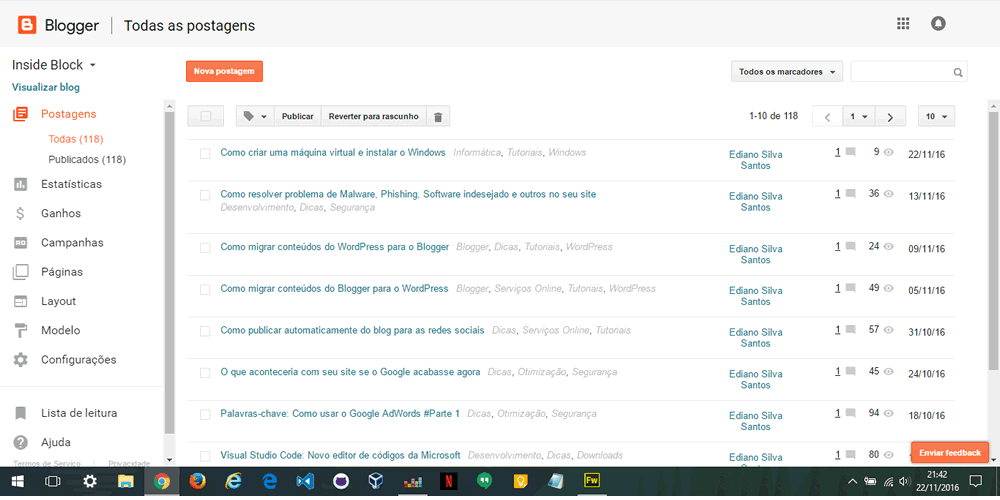 Blogger Todas as postagens
Inside Block
Visualizar blog
Nova postagem
Todos os marcadores
Postagens
Todas (118)
Publicados (118)
Estatísticas
Ganhos
Campanhas
Páginas
Layout
Modelo
Configurações
Lista de leitura
Ajuda
Termos de Serviço Privacidade
Publicar Reverter para rascunho 1-10 de 118 1 10
Como criar uma máquina virtual e instalar o Windows Informática, Tutoriais, Windows Ediano Silva Santos 1 9 22/11/16
Como resolver problema de Malware, Phishing, Software indesejado e outros no seu site
Desenvolvimento, Dicas, Segurança Ediano Silva Santos 1 36 13/11/16
Como migrar conteúdos do WordPress para o Blogger Blogger, Dicas, Tutoriais, WordPress Ediano Silva Santos 1 24 09/11/16
Como migrar conteúdos do Blogger para o WordPress Blogger, Serviços Online, Tutoriais, WordPress Ediano Silva Santos 1 49 05/11/16
Como publicar automaticamente do blog para as redes sociais Dicas, Serviços Online, Tutoriais Ediano Silva Santos 1 57 31/10/16
O que aconteceria com seu site se o Google acabasse agora Dicas, Otimização, Segurança Ediano Silva Santos 1 45 24/10/16
Palavras-chave: Como usar o Google AdWords #Parte 1 Dicas, Otimização, Segurança Ediano Silva Santos 1 94 18/10/16
Visual Studio Code: Novo editor de códigos da Microsoft Desenvolvimento, Dicas, Downloads Ediano Silva 1 80
Enviar feedback
Fw
21:42
22/11/2016